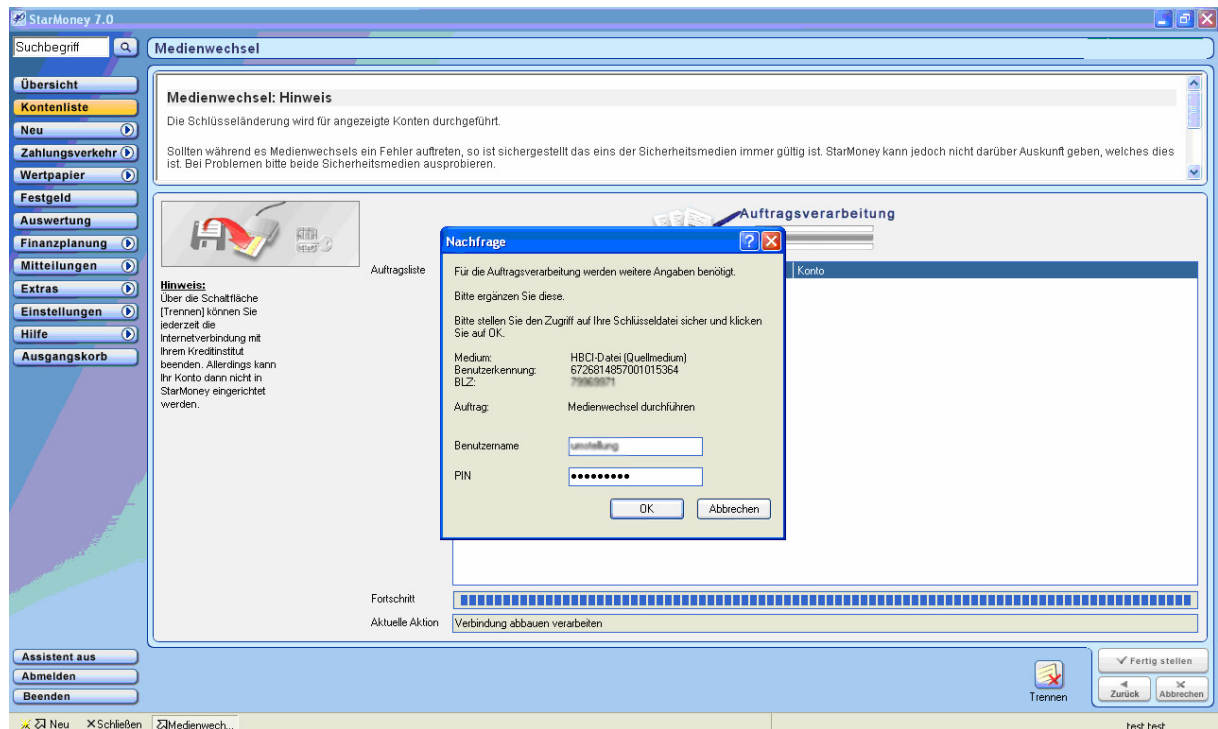 StarMoney 7.0
Suchbegriff
Medienwechsel
Übersicht
Kontenliste
Neu
Zahlungsverkehr
Wertpapier
Festgeld
Auswertung
Finanzplanung
Mitteilungen
Extras
Einstellungen
Hilfe
Ausgangskorb
Medienwechsel: Hinweis
Die Schlüsseländerung wird für angezeigte Konten durchgeführt.
Sollten während es Medienwechsels ein Fehler auftreten, so ist sichergestellt das eins der Sicherheitsmedien immer gültig ist. StarMoney kann jedoch nicht darüber Auskunft geben, welches dies
ist. Bei Problemen bitte beide Sicherheitsmedien ausprobieren.
Auftragsverarbeitung
Hinweis:
Über die Schaltfläche
[Trennen] können Sie
jederzeit die
Internetverbindung mit
Ihrem Kreditinstitut
beenden. Allerdings kann
Ihr Konto dann nicht in
StarMoney eingerichtet
werden.
Auftragsliste
Konto
Nachfrage
Für die Auftragsverarbeitung werden weitere Angaben benötigt.
Bitte ergänzen Sie diese.
Bitte stellen Sie den Zugriff auf Ihre Schlüsseldatei sicher und klicken
Sie auf OK.
Medium: HBCI-Datei (Quellmedium)
Benutzerkennung: 6726814857001015364
BLZ:
Auftrag: Medienwechsel durchführen
Benutzername
PIN
OK Abbrechen
Fortschritt
Aktuelle Aktion Verbindung abbauen verarbeiten
Assistent aus
Abmelden
Beenden
Trennen
Fertig stellen
Zurück Abbrechen
Neu Schließen Medienwech...
test test